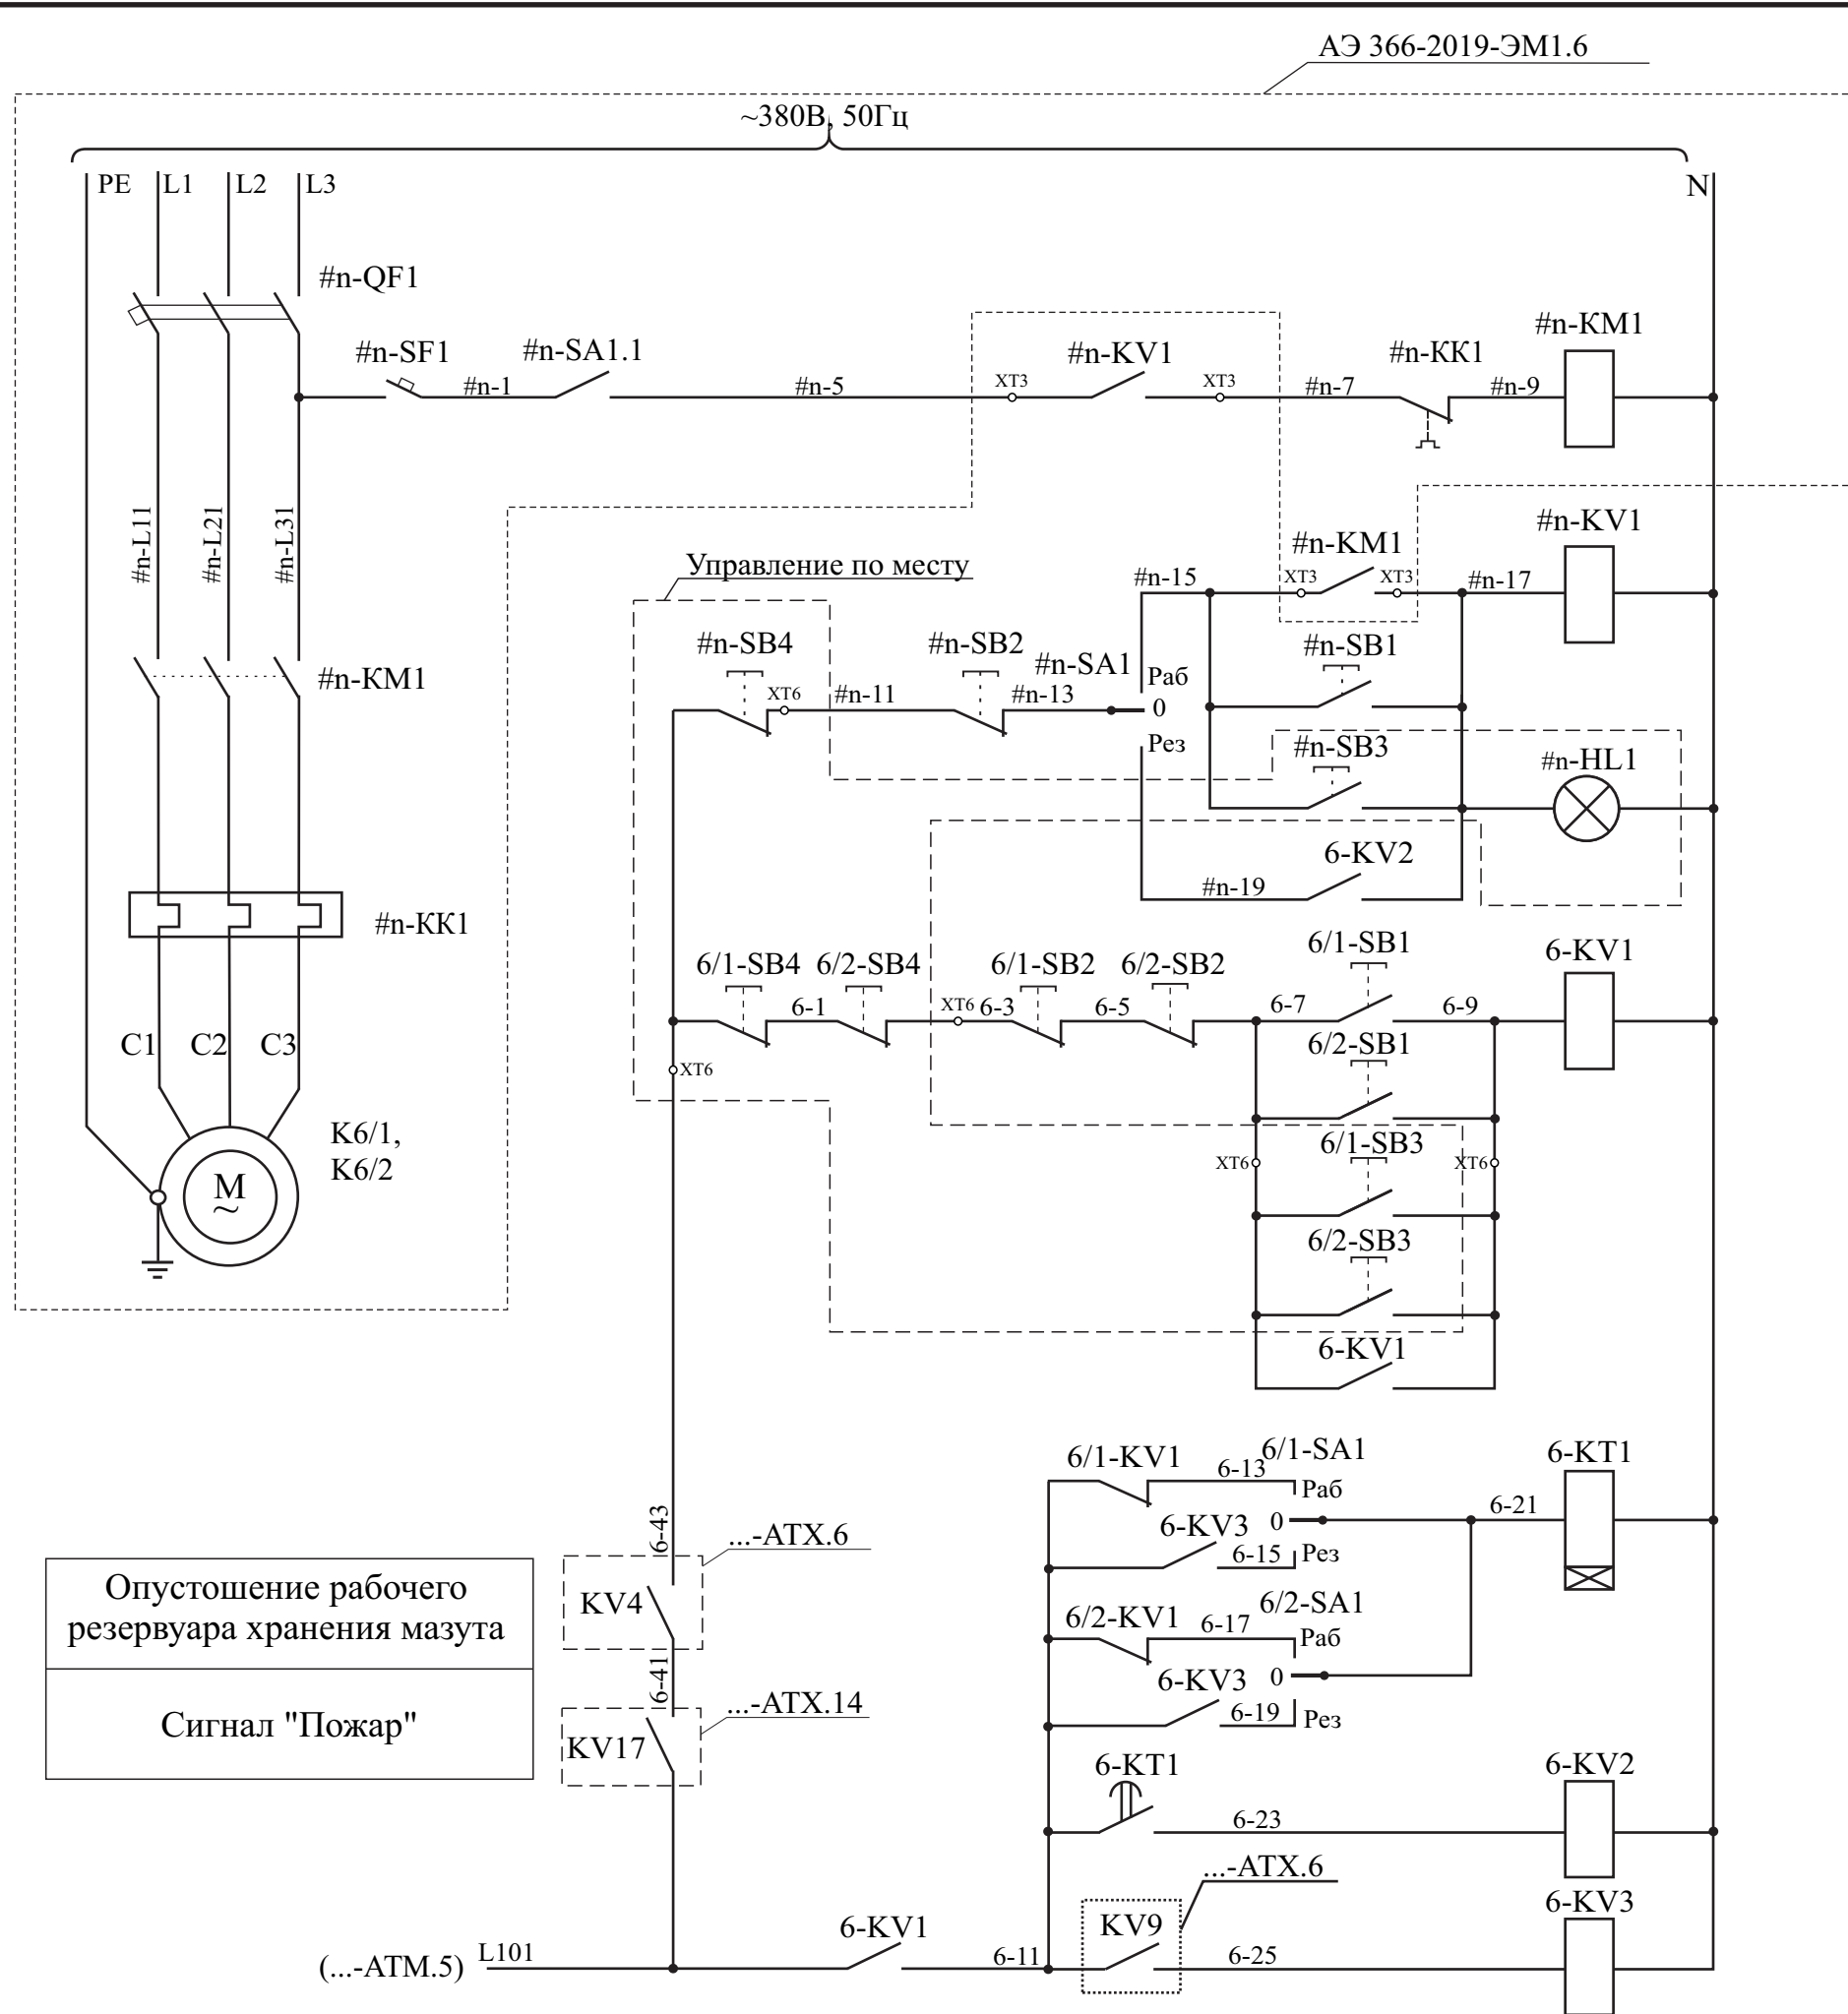 АЭ 366-2019-ЭМ1.6
~380В, 50Гц
PE L1 L2 L3 N
#n-QF1
#n-SF1 #n-1 #n-SA1.1 #n-5 XT3 #n-KV1 XT3 #n-7 #n-КК1 #n-9 #n-КМ1
#n-L11 #n-L21 #n-L31
Управление по месту
#n-15 XT3 #n-KM1 XT3 #n-17 #n-KV1
#n-SB4 XT6 #n-11 #n-SB2 #n-13 #n-SA1 Раб
0
Рез
#n-SB1
#n-КМ1
#n-SB3 #n-HL1
6-KV2
#n-19
#n-КК1
6/1-SB4 6-1 6/2-SB4 XT6 6-3 6/1-SB2 6-5 6/2-SB2 6-7 6/1-SB1 6-9 6-KV1
XT6
6/2-SB1
C1 C2 C3
K6/1,
K6/2
M
~
XT6 6/1-SB3 XT6
6/2-SB3
6-KV1
6/1-KV1 6-13 6/1-SA1 Раб
6-KV3 0 6-21 6-KT1
6-15 Рез
6-43
...-АТХ.6
KV4
Опустошение рабочего
резервуара хранения мазута
6/2-KV1 6-17 6/2-SA1
Раб
6-41
6-KV3 0
6-19 Рез
...-АТХ.14
KV17
Сигнал "Пожар"
6-KT1 6-23 6-KV2
...-АТХ.6
(...-АТМ.5) L101 6-KV1 6-11 KV9 6-25 6-KV3